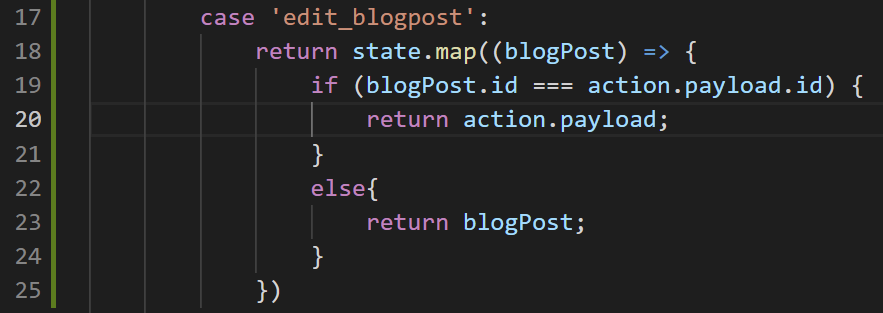 17 case 'edit_blogpost':
18 return state.map((blogPost) => {
19 if (blogPost.id === action.payload.id) {
20 return action.payload;
21 }
22 else{
23 return blogPost;
24 }
25 })